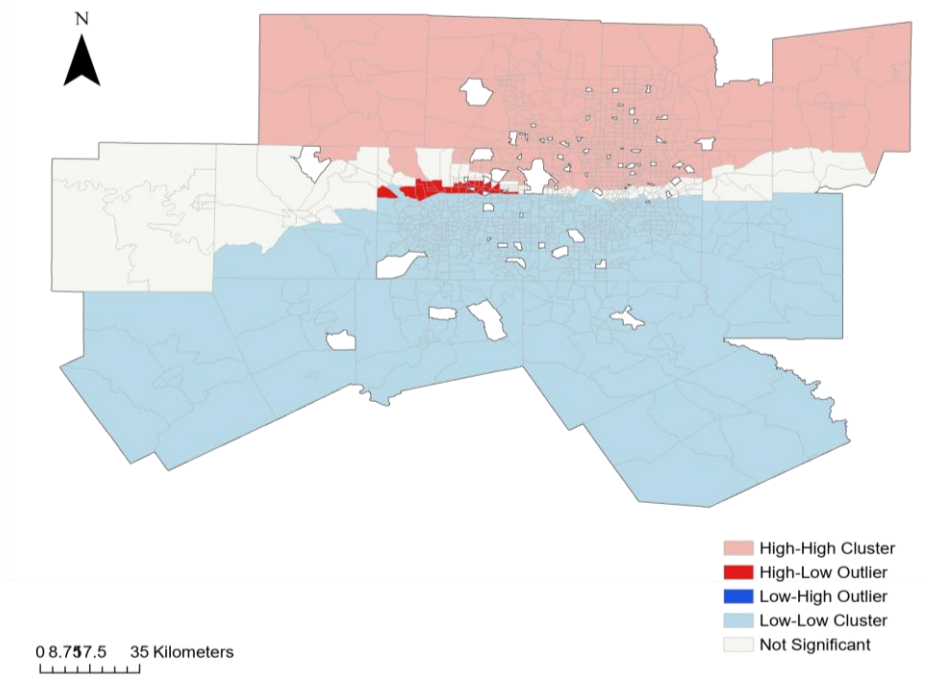 N
High-High Cluster
High-Low Outlier
Low-High Outlier
Low-Low Cluster
Not Significant
0 8.75 17.5 35 Kilometers